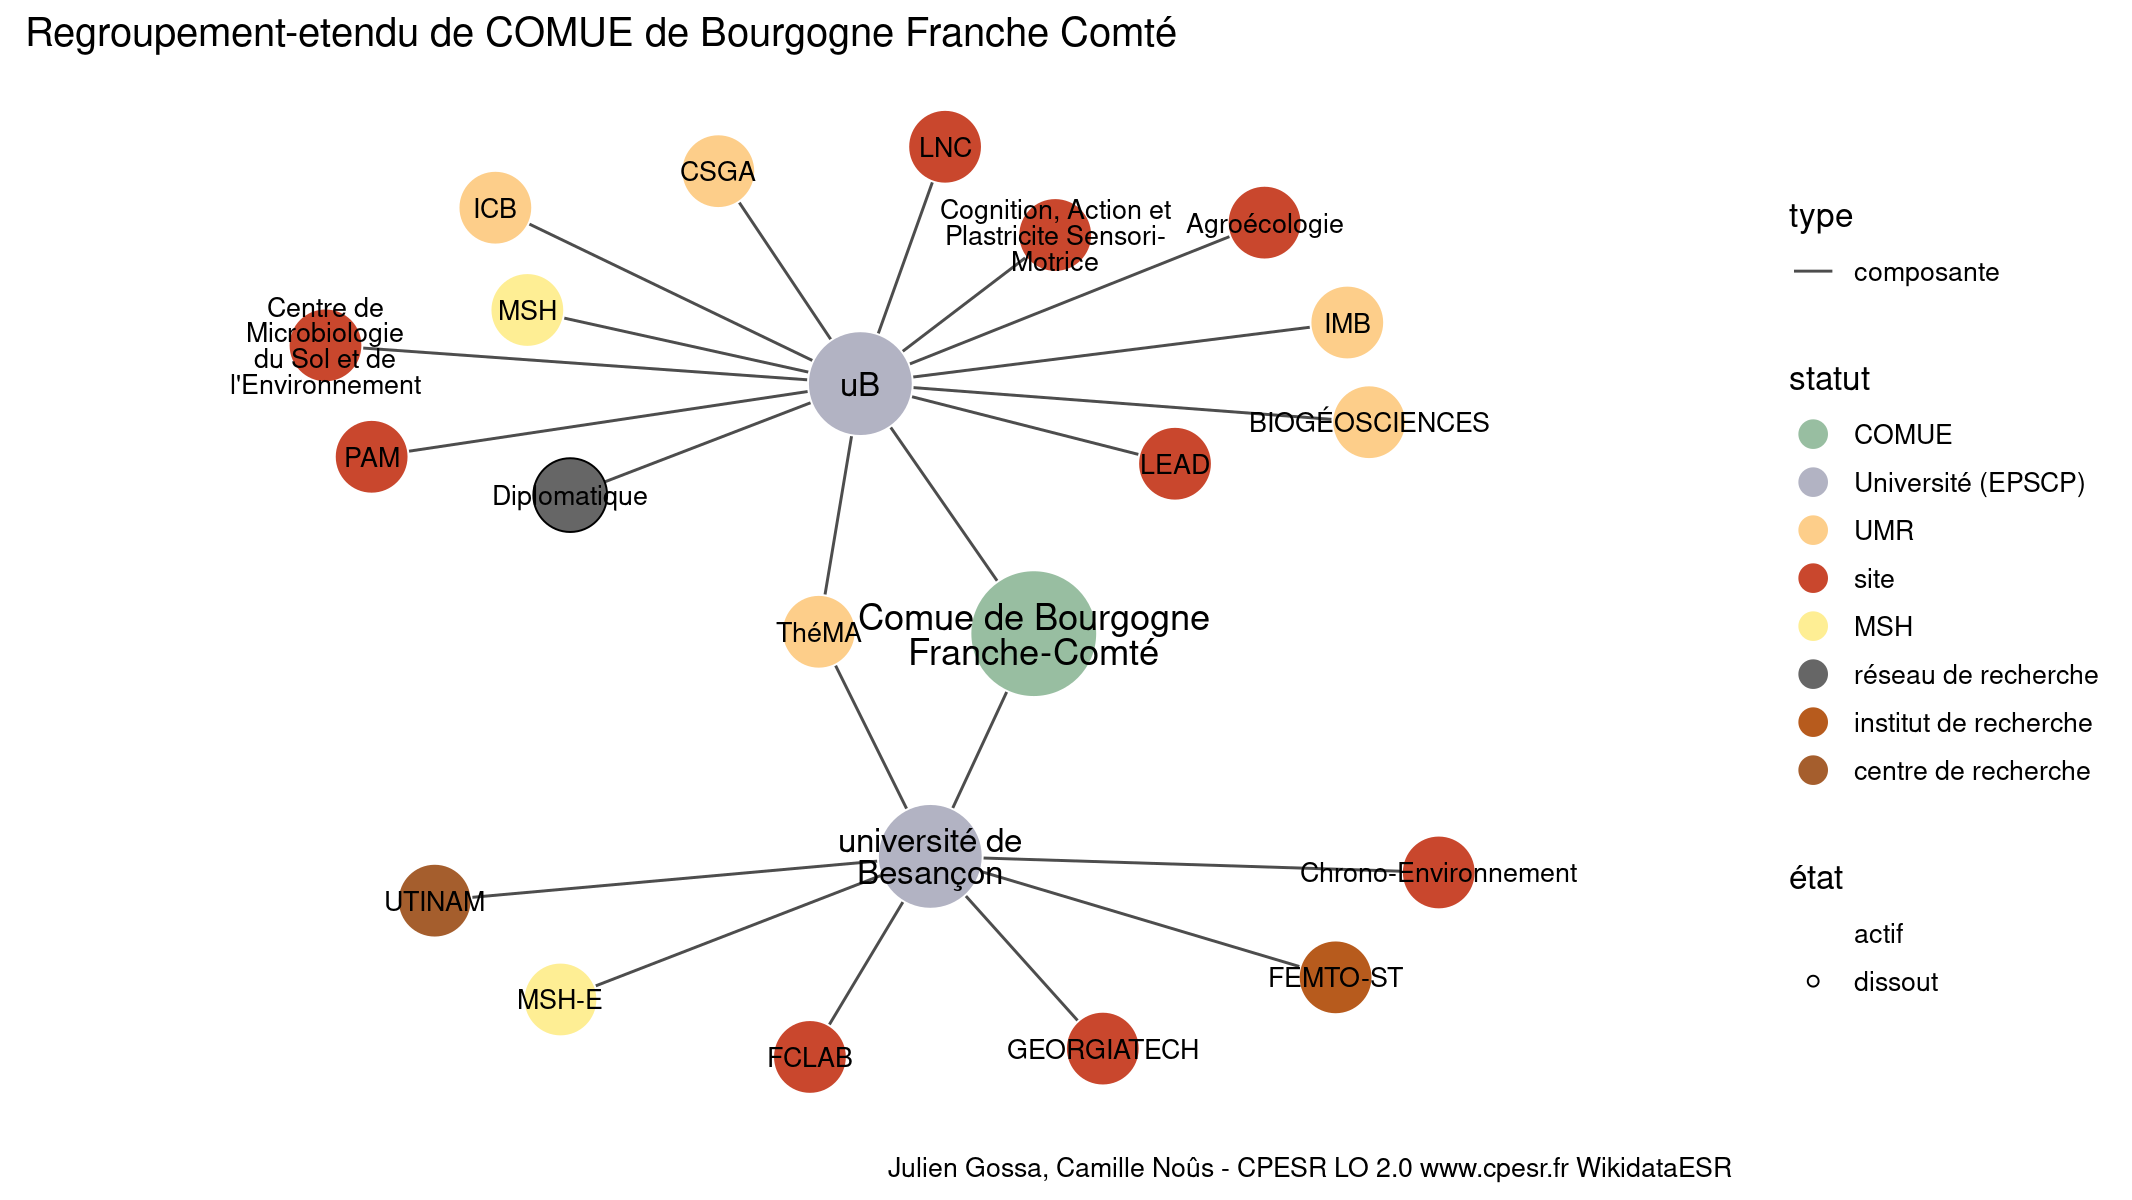 Regroupement-etendu de COMUE de Bourgogne Franche Comté
LNC
CSGA
ICB
Cognition, Action et
Plastricite Sensori-
Motrice
Agroécologie
MSH
Centre de
Microbiologie
du Sol et de
l'Environnement
IMB
uB
BIOGÉOSCIENCES
PAM
LEAD
Diplomatique
ThéMA
Comue de Bourgogne
Franche-Comté
université de
Besançon
Chrono-Environnement
UTINAM
FEMTO-ST
MSH-E
FCLAB
GEORGIATECH
type
composante
statut
COMUE
Université (EPSCP)
UMR
site
MSH
réseau de recherche
institut de recherche
centre de recherche
état
actif
dissout
Julien Gossa, Camille Noûs - CPESR LO 2.0 www.cpesr.fr WikidataESR